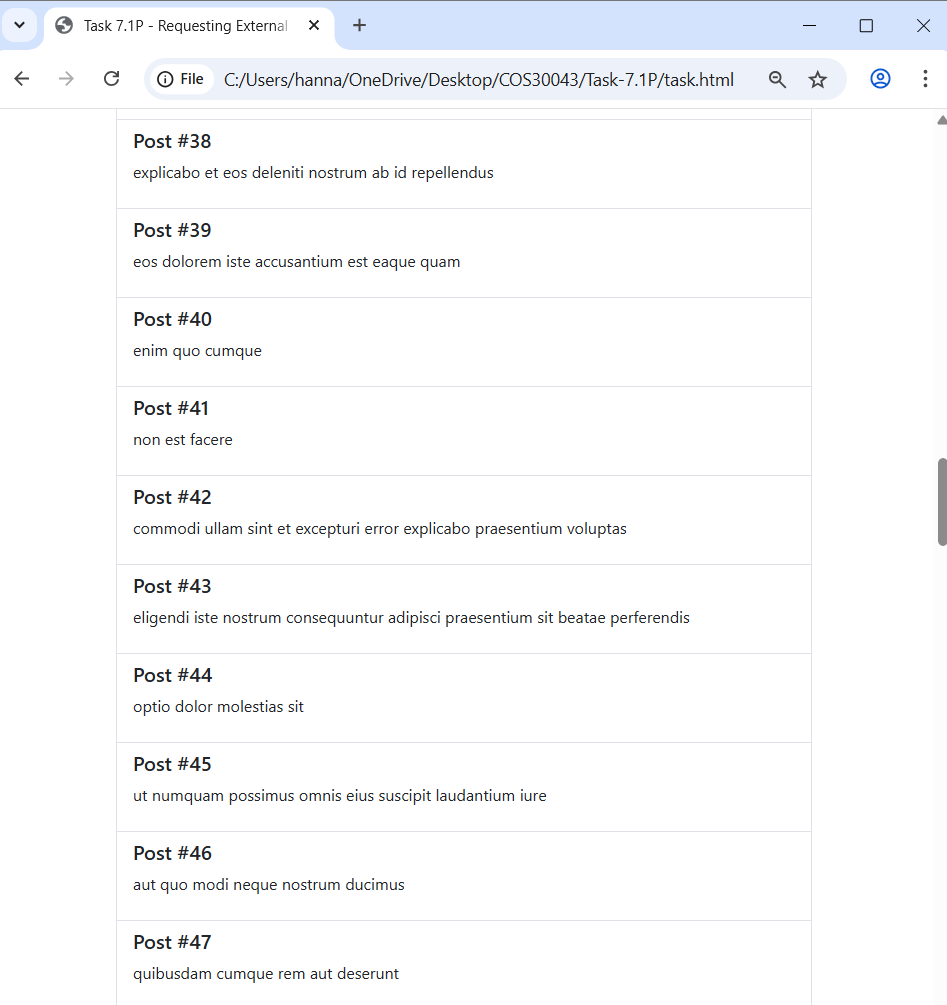 Task 7.1P - Requesting External
File
C:/Users/hanna/OneDrive/Desktop/COS30043/Task-7.1P/task.html
Post #38
explicabo et eos deleniti nostrum ab id repellendus
Post #39
eos dolorem iste accusantium est eaque quam
Post #40
enim quo cumque
Post #41
non est facere
Post #42
commodi ullam sint et excepturi error explicabo praesentium voluptas
Post #43
eligendi iste nostrum consequuntur adipisci praesentium sit beatae perferendis
Post #44
optio dolor molestias sit
Post #45
ut numquam possimus omnis eius suscipit laudantium iure
Post #46
aut quo modi neque nostrum ducimus
Post #47
quibusdam cumque rem aut deserunt